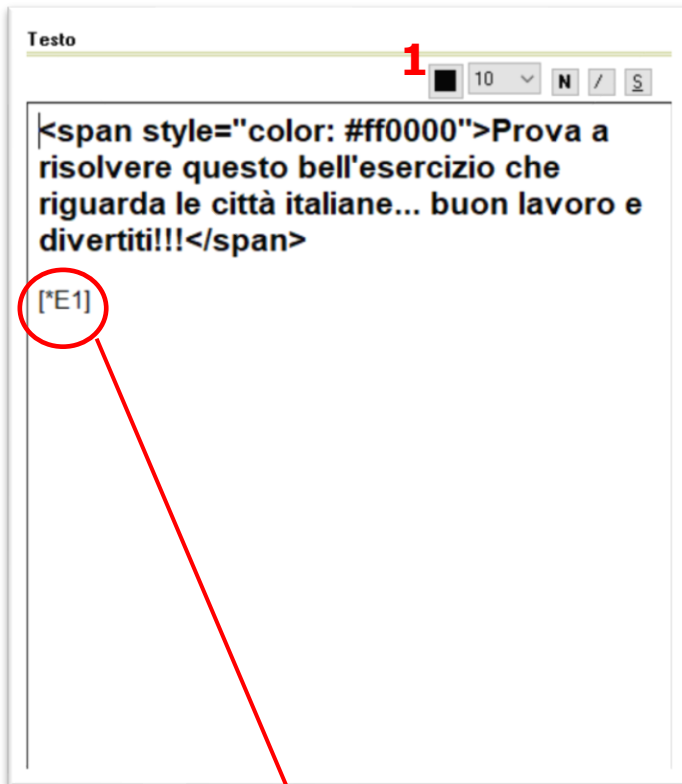 Testo
1
10 N / S
<span style="color: #ff0000">Prova a
risolvere questo bell'esercizio che
riguarda le città italiane... buon lavoro e
divertiti!!!</span>
[*E1]